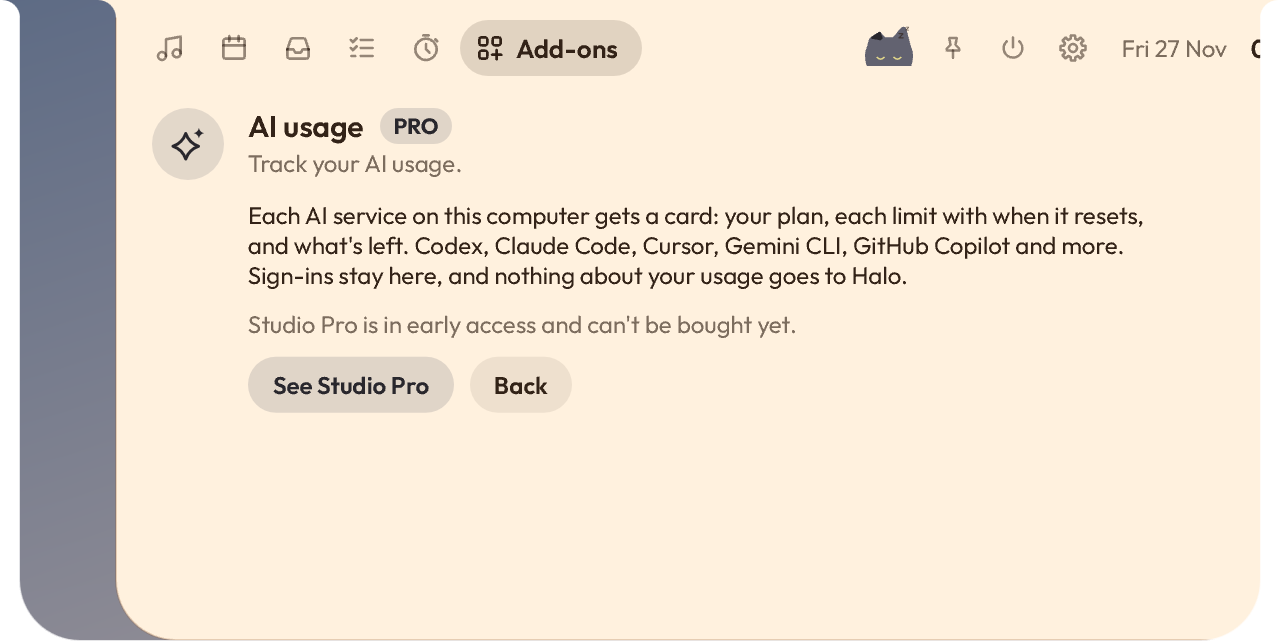 Add-ons
Fri 27 Nov
AI usage PRO
Track your AI usage.
Each AI service on this computer gets a card: your plan, each limit with when it resets,
and what's left. Codex, Claude Code, Cursor, Gemini CLI, GitHub Copilot and more.
Sign-ins stay here, and nothing about your usage goes to Halo.
Studio Pro is in early access and can't be bought yet.
See Studio Pro
Back